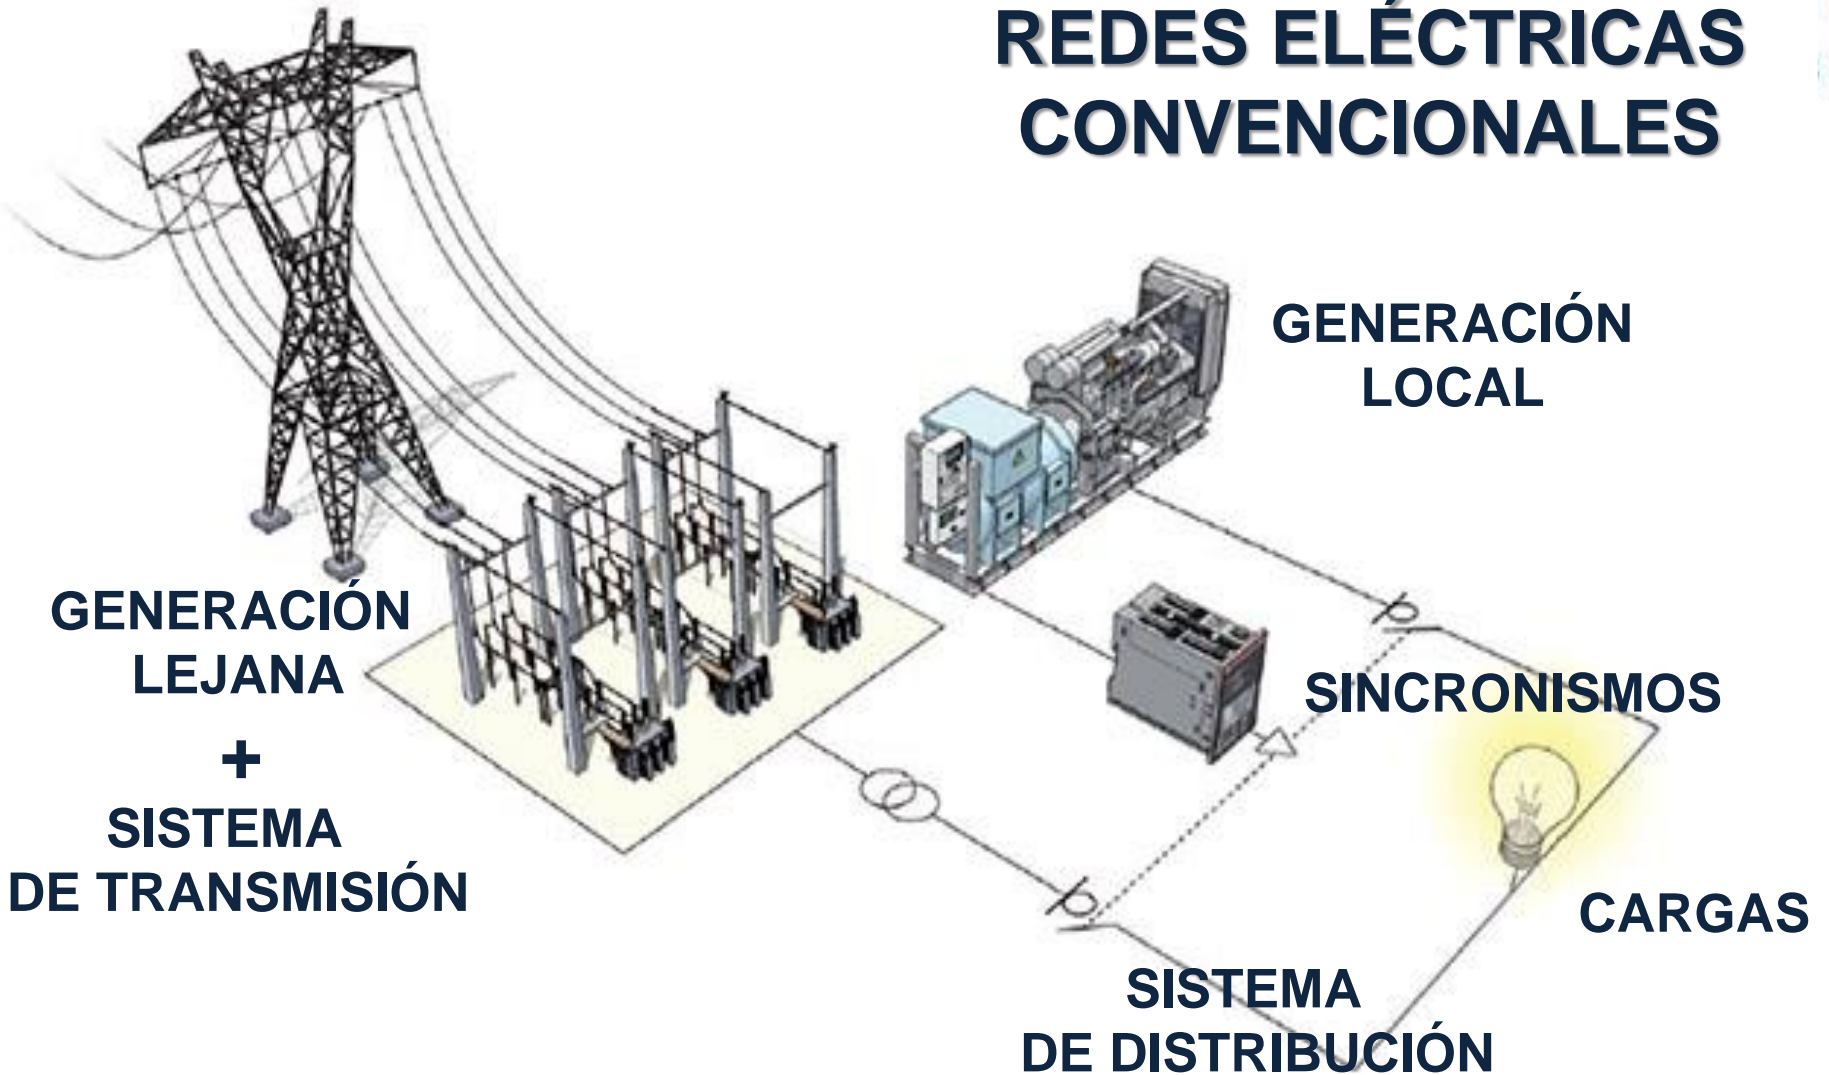 REDES ELÉCTRICAS
CONVENCIONALES
GENERACIÓN
LOCAL
GENERACIÓN
LEJANA
+
SISTEMA
DE TRANSMISIÓN
SINCRONISMOS
CARGAS
SISTEMA
DE DISTRIBUCIÓN